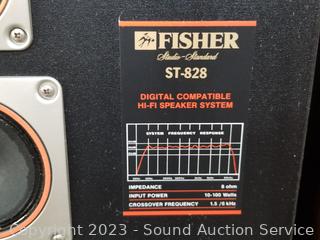 FISHER
Studio-Standard
ST-828
DIGITAL COMPATIBLE
HI-FI SPEAKER SYSTEM
SYSTEM FREQUENCY RESPONSE
IMPEDANCE 8 ohm
INPUT POWER 10-100 Watts
CROSSOVER FREQUENCY 1.5 / 6 kHz
Copyright 2023 - Sound Auction Service